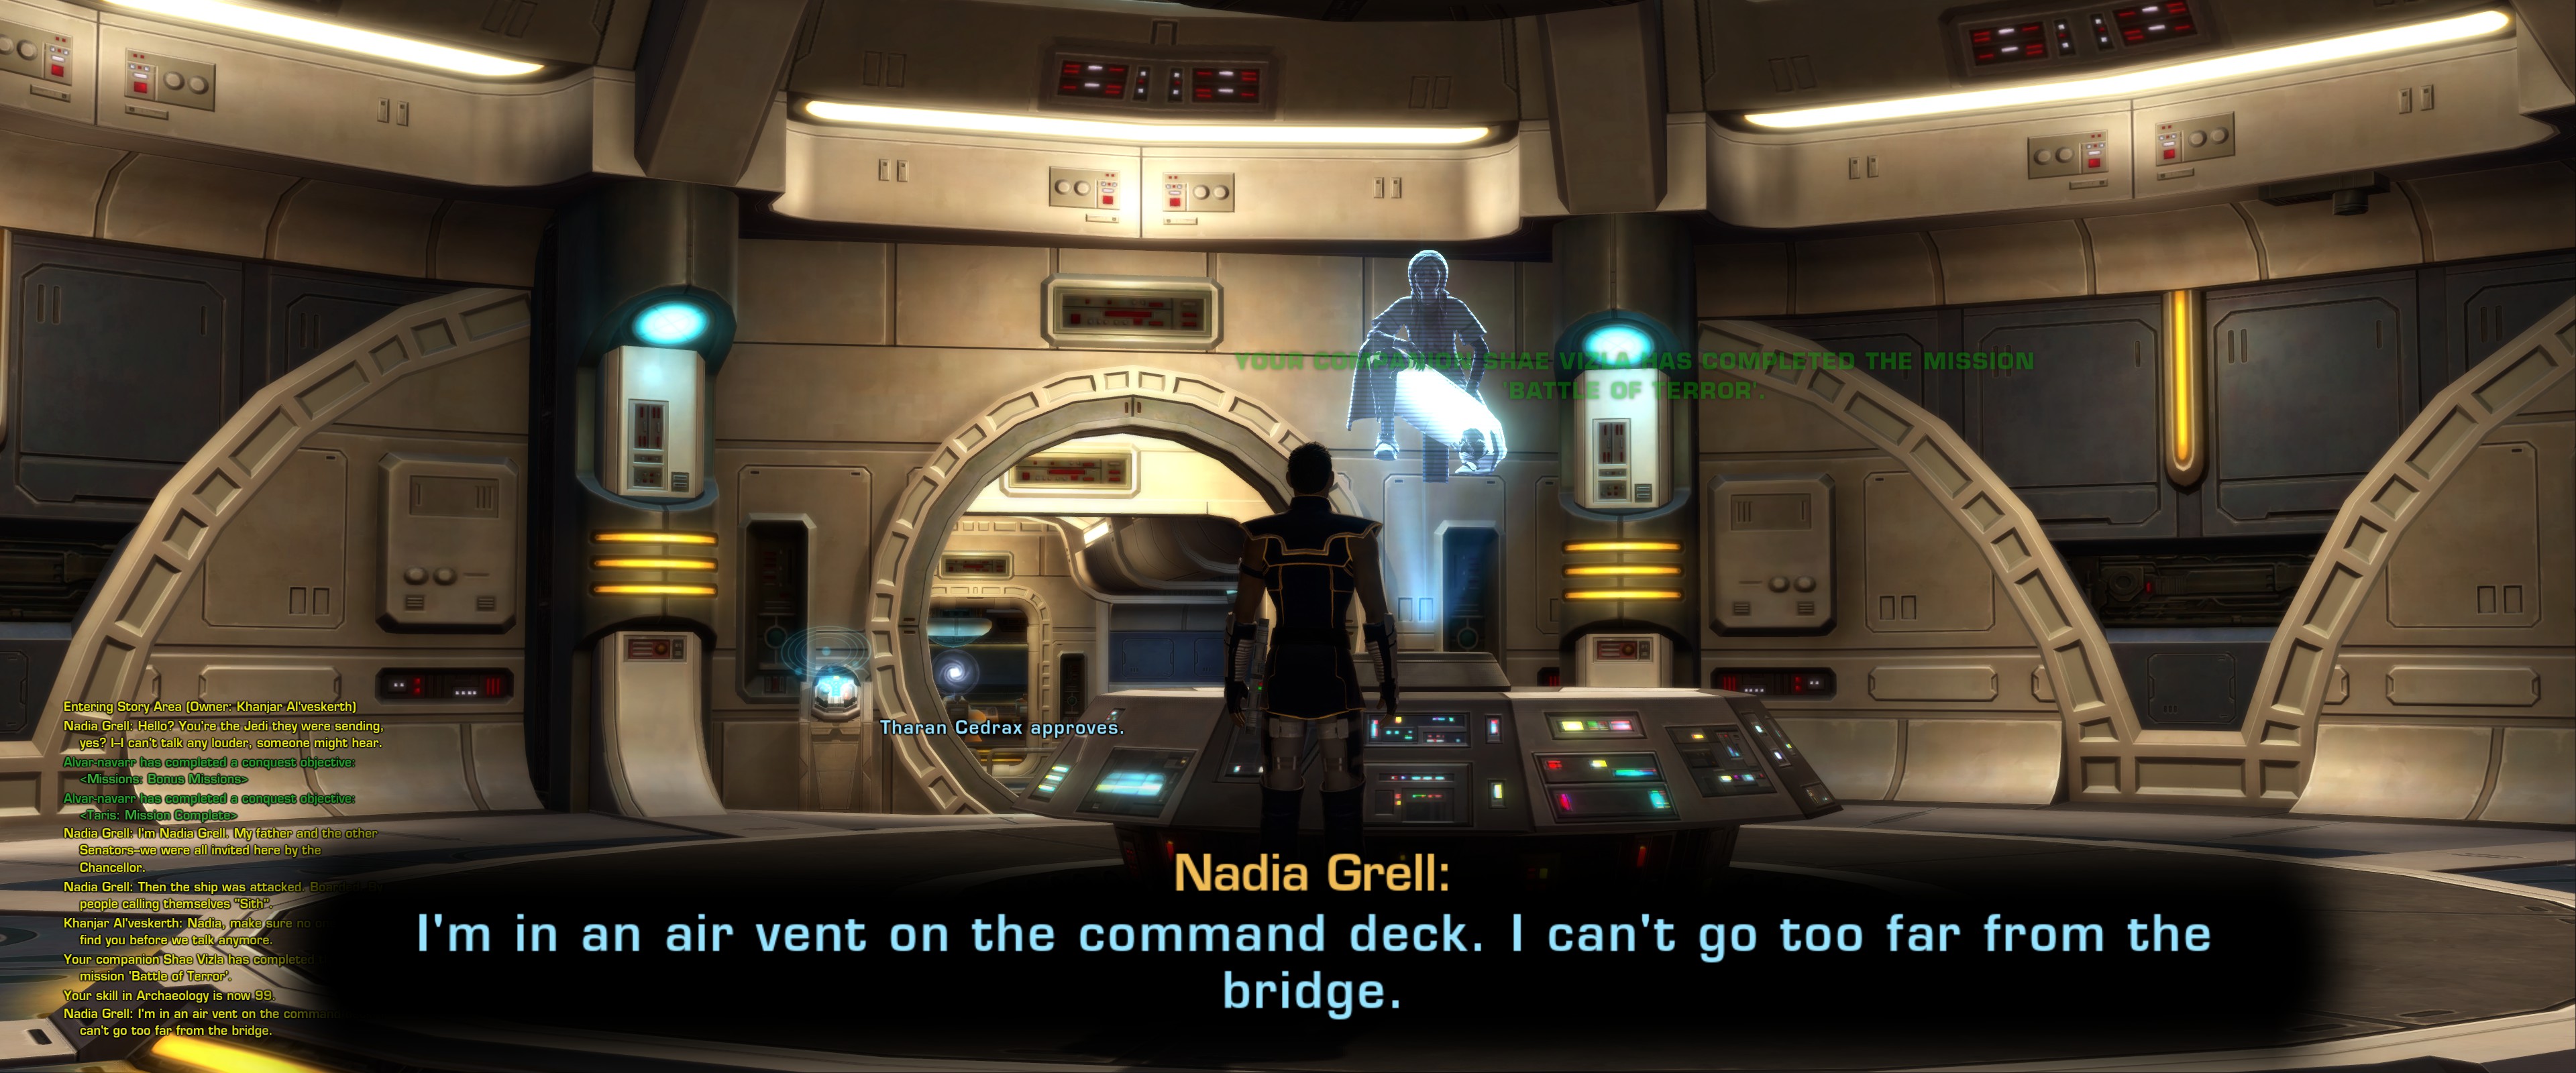 YOUR COMPANION SHAE VIZLA HAS COMPLETED THE MISSION
'BATTLE OF TERROR'.
Entering Story Area (Owner: Khanjar Al'veskerth)
Nadia Grell: Hello? You're the Jedi they were sending,
yes? I–I can't talk any louder, someone might hear.
Alvar-navarr has completed a conquest objective:
<Missions: Bonus Missions>
Alvar-navarr has completed a conquest objective:
<Taris: Mission Complete>
Nadia Grell: I'm Nadia Grell. My father and the other
Senators–we were all invited here by the
Chancellor.
Nadia Grell: Then the ship was attacked.
people calling themselves "Sith".
Khanjar Al'veskerth: Nadia, make sure no
find you before we talk anymore.
Your companion Shae Vizla has completed
mission 'Battle of Terror'.
Your skill in Archaeology is now 99.
Nadia Grell: I'm in an air vent on the command
can't go too far from the bridge.
Tharan Cedrax approves.
Nadia Grell:
I'm in an air vent on the command deck. I can't go too far from the
bridge.